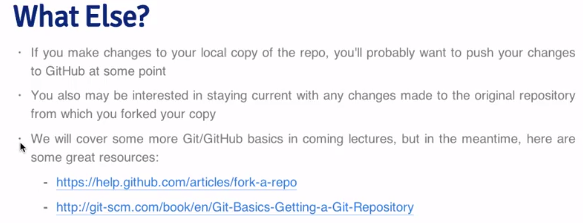 What Else?
· If you make changes to your local copy of the repo, you'll probably want to push your changes
to GitHub at some point
· You also may be interested in staying current with any changes made to the original repository
from which you forked your copy
· We will cover some more Git/GitHub basics in coming lectures, but in the meantime, here are
some great resources:
- https://help.github.com/articles/fork-a-repo
- http://git-scm.com/book/en/Git-Basics-Getting-a-Git-Repository